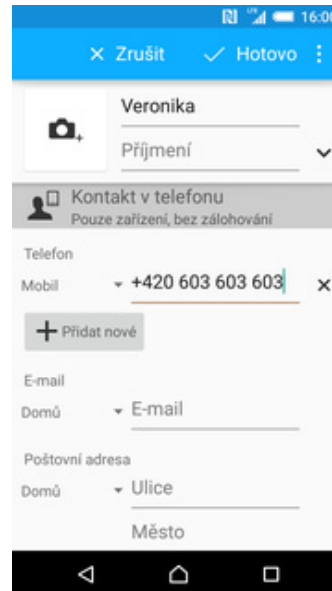 16:00
Zrušit Hotovo
Veronika
Příjmení
Kontakt v telefonu
Pouze zařízení, bez zálohování
Telefon
Mobil +420 603 603 603
Přidat nové
E-mail
Domů E-mail
Poštovní adresa
Domů Ulice
Město